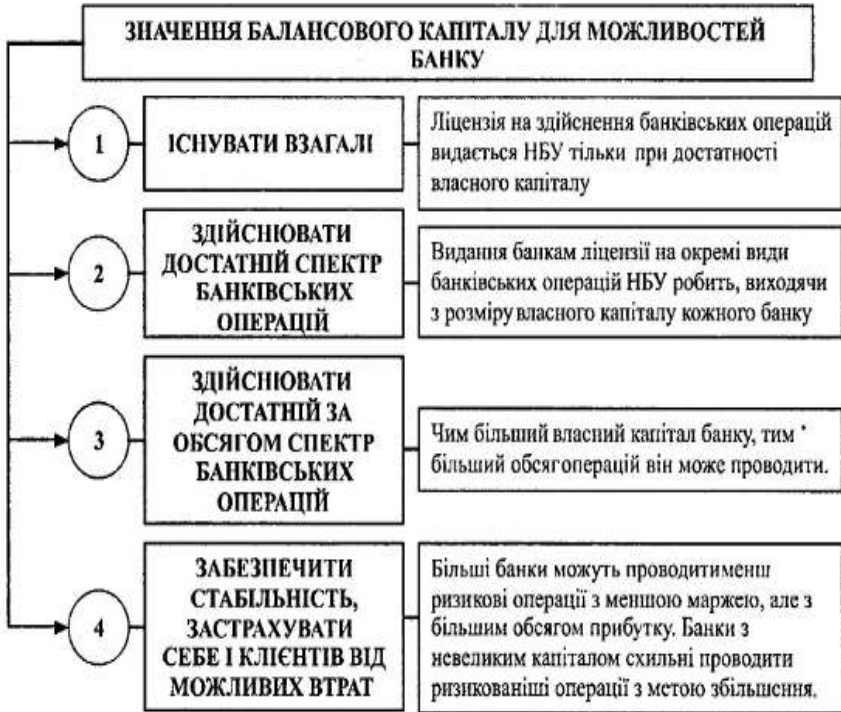 ЗНАЧЕННЯ БАЛАНСОВОГО КАПІТАЛУ ДЛЯ МОЖЛИВОСТЕЙ
БАНКУ
1
ІСНУВАТИ ВЗАГАЛІ
Ліцензія на здійснення банківських операцій
видається НБУ тільки при достатності
власного капіталу
2
ЗДІЙСНЮВАТИ
ДОСТАТНІЙ СПЕКТР
БАНКІВСЬКИХ
ОПЕРАЦІЙ
Видання банкам ліцензії на окремі види
банківських операцій НБУ робить, виходячи
з розміру власного капіталу кожного банку
3
ЗДІЙСНЮВАТИ
ДОСТАТНІЙ ЗА
ОБСЯГОМ СПЕКТР
БАНКІВСЬКИХ
ОПЕРАЦІЙ
Чим більший власний капітал банку, тим
більший обсяг операцій він може проводити.
4
ЗАБЕЗПЕЧИТИ
СТАБІЛЬНІСТЬ,
ЗАСТРАХУВАТИ
СЕБЕ І КЛІЄНТІВ ВІД
МОЖЛИВИХ ВТРАТ
Більші банки можуть проводитименш
ризикові операції з меншою маржею, але з
більшим обсягом прибутку. Банки з
невеликим капіталом схильні проводити
ризикованіші операції з метою збільшення.